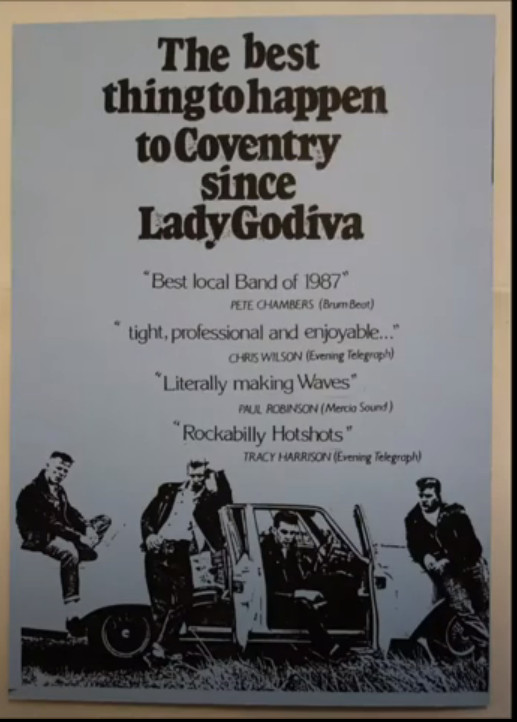 The best
thing to happen
to Coventry
since
Lady Godiva
"Best local Band of 1987"
PETE CHAMBERS (Brum Beat)
"tight, professional and enjoyable..."
CHRIS WILSON (Evening Telegraph)
"Literally making Waves"
PAUL ROBINSON (Mercia Sound)
"Rockabilly Hotshots"
TRACY HARRISON (Evening Telegraph)